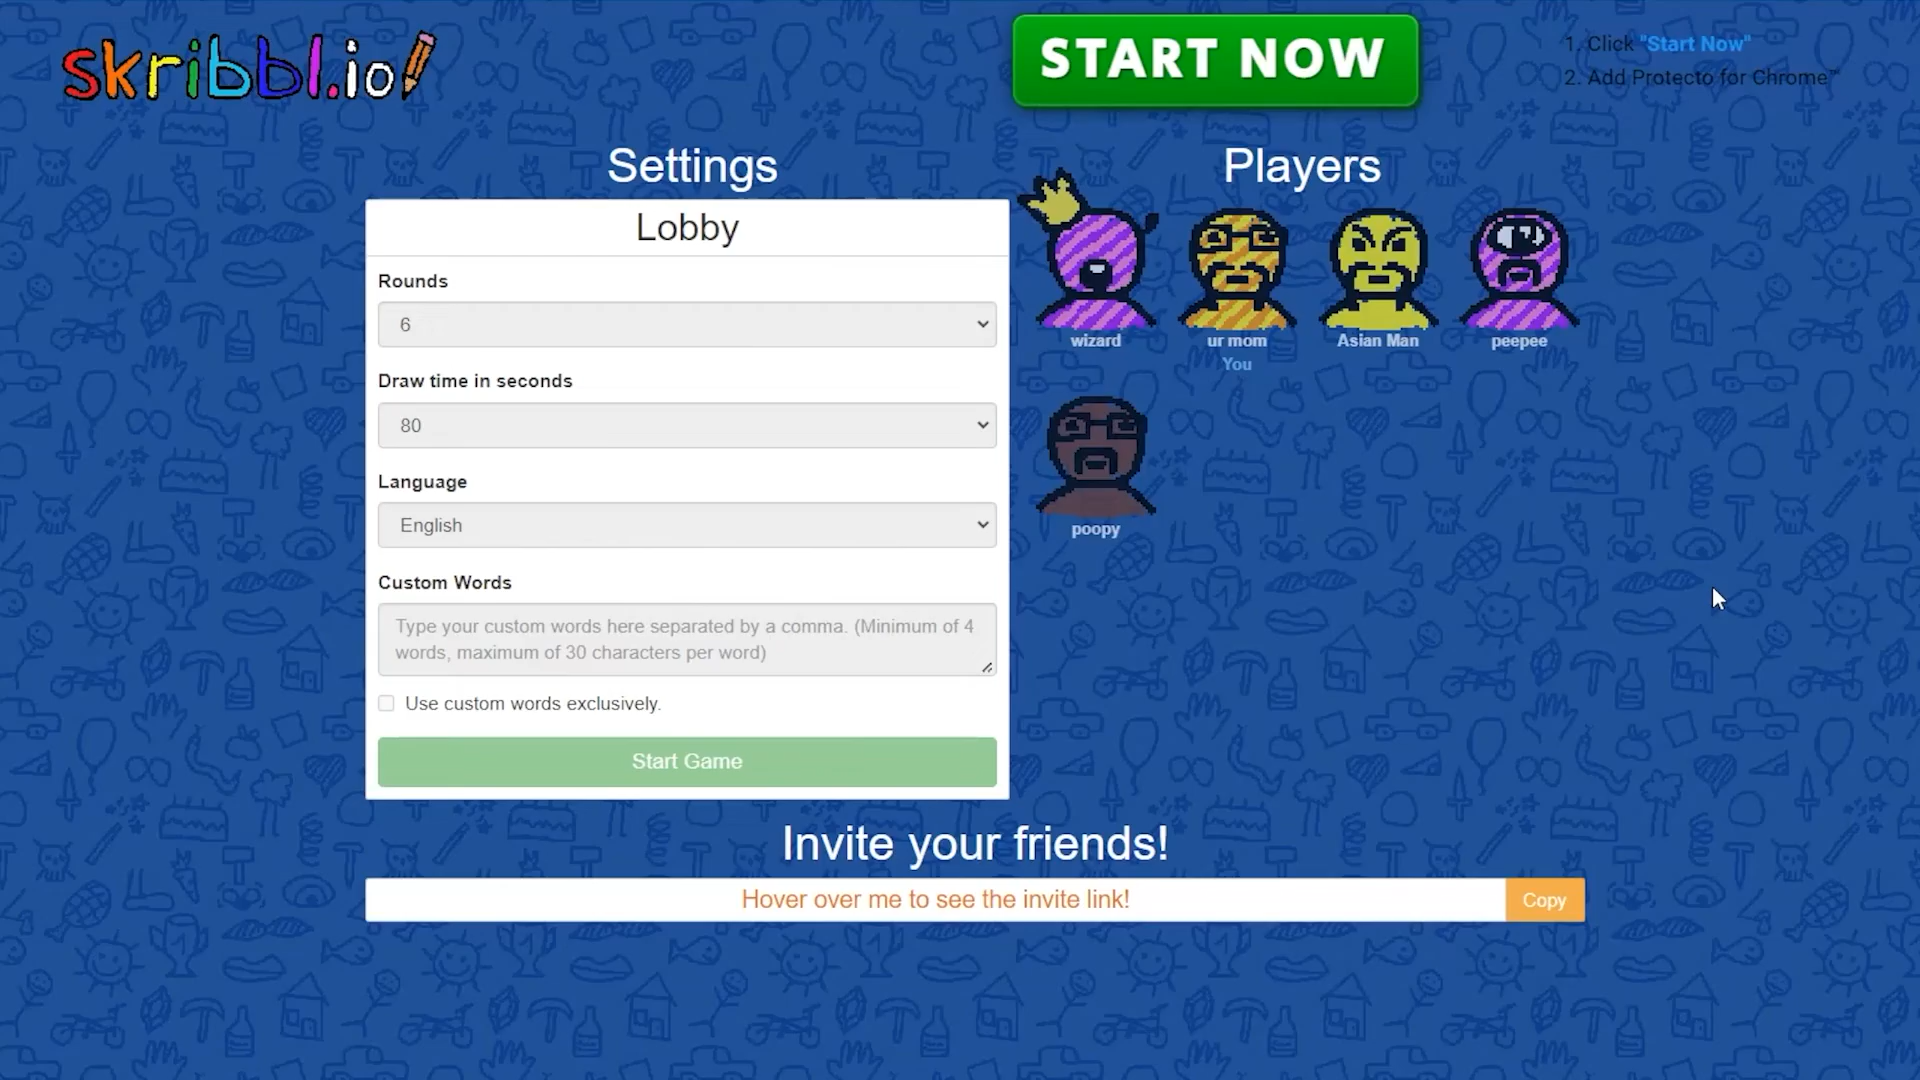 skribbl.io
START NOW
1. Click "Start Now"
2. Add Protecto for Chrome™
Settings
Players
Lobby
Rounds
6
Draw time in seconds
80
Language
English
Custom Words
Type your custom words here separated by a comma. (Minimum of 4
words, maximum of 30 characters per word)
Use custom words exclusively.
Start Game
wizard
ur mom
Asian Man
peepee
You
poopy
Invite your friends!
Hover over me to see the invite link!
Copy